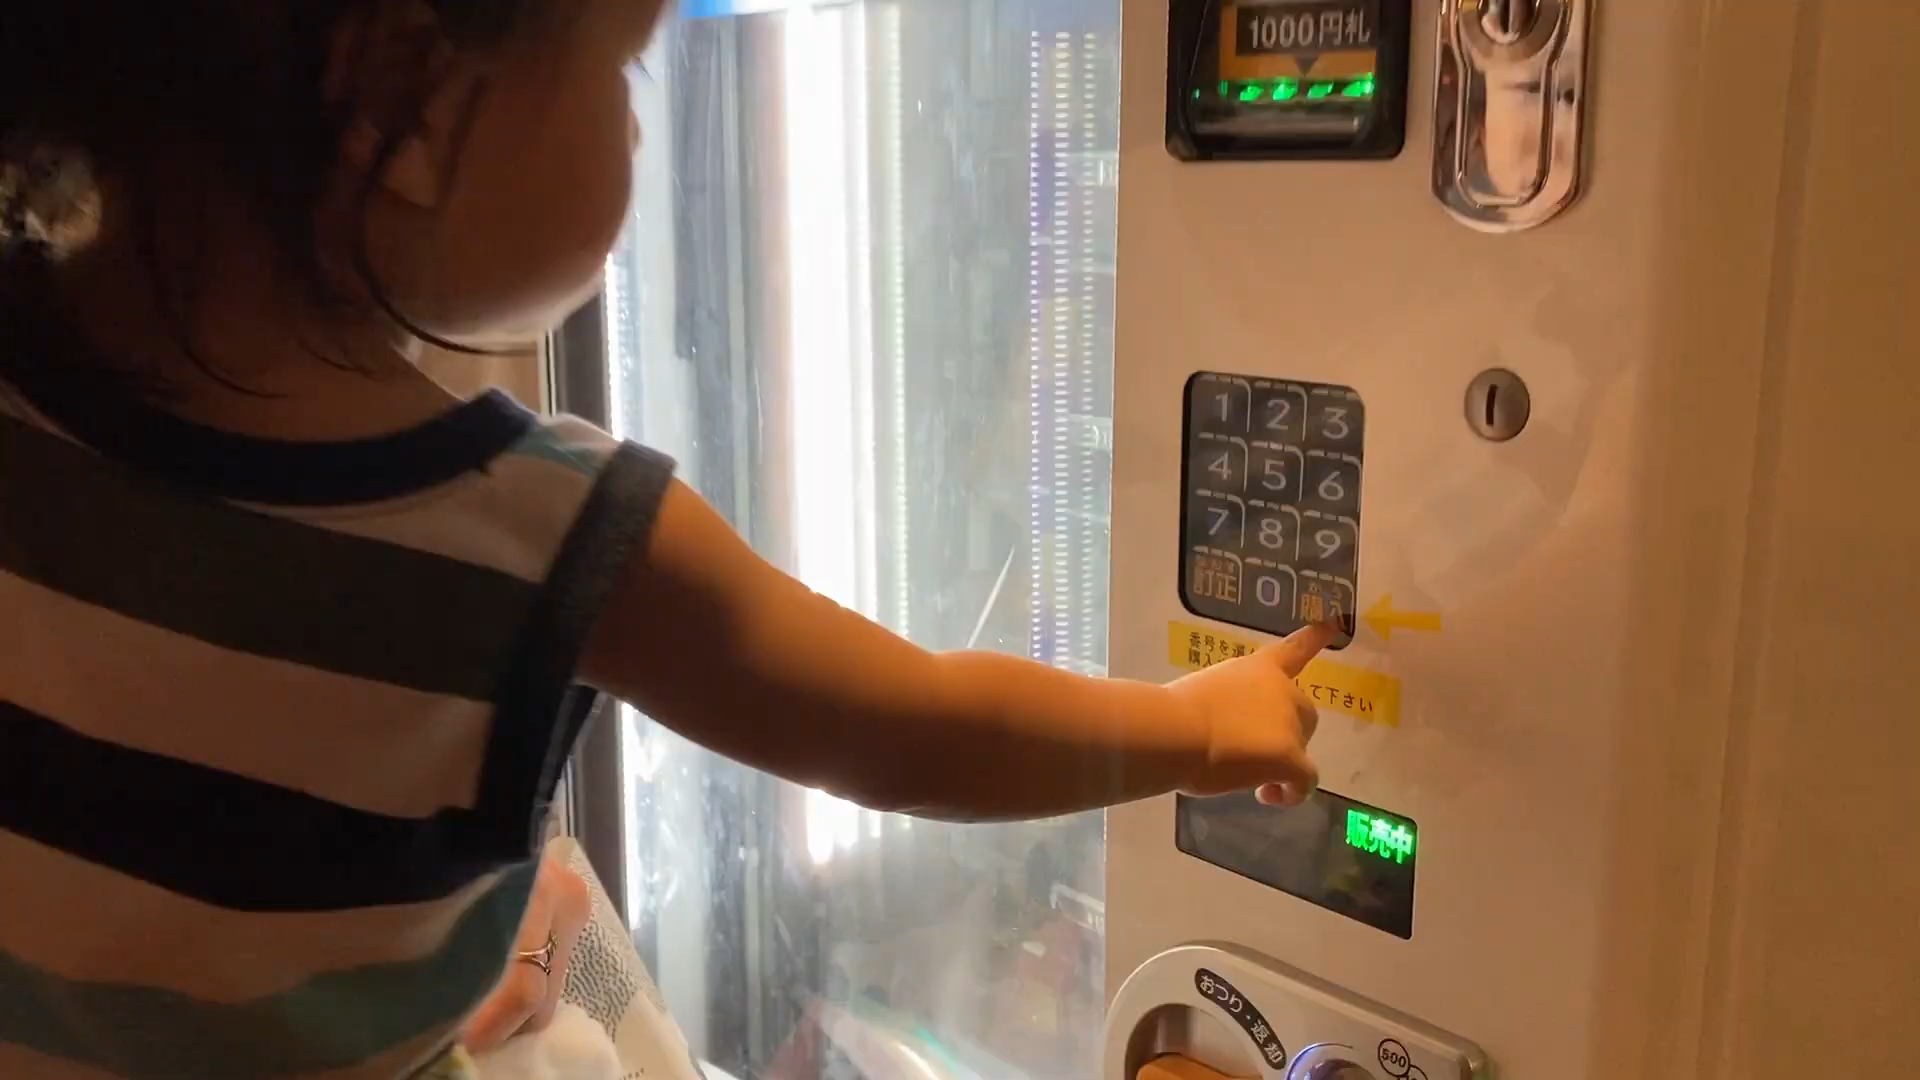 1000円札
1 2 3
4 5 6
7 8 9
訂正 0 購入
番号を選
購入
して下さい
販売中
おつり・返却
500